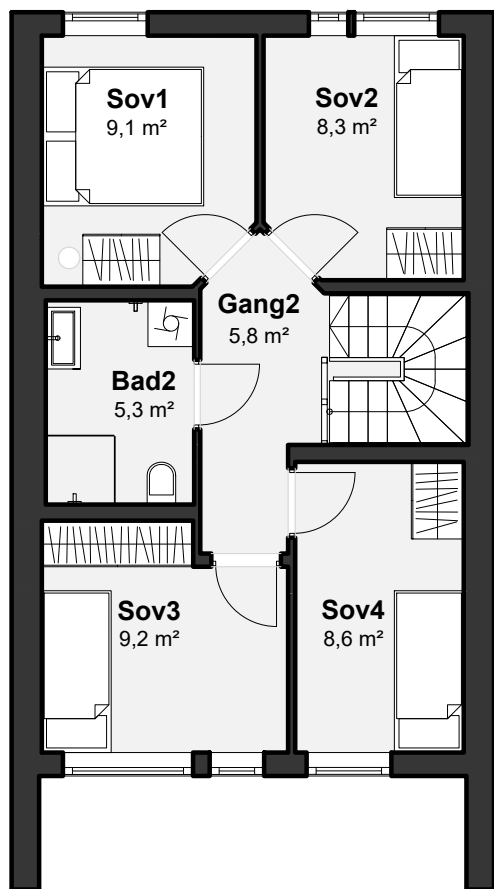 Sov1
9,1 m²
Sov2
8,3 m²
Gang2
5,8 m²
Bad2
5,3 m²
Sov3
9,2 m²
Sov4
8,6 m²